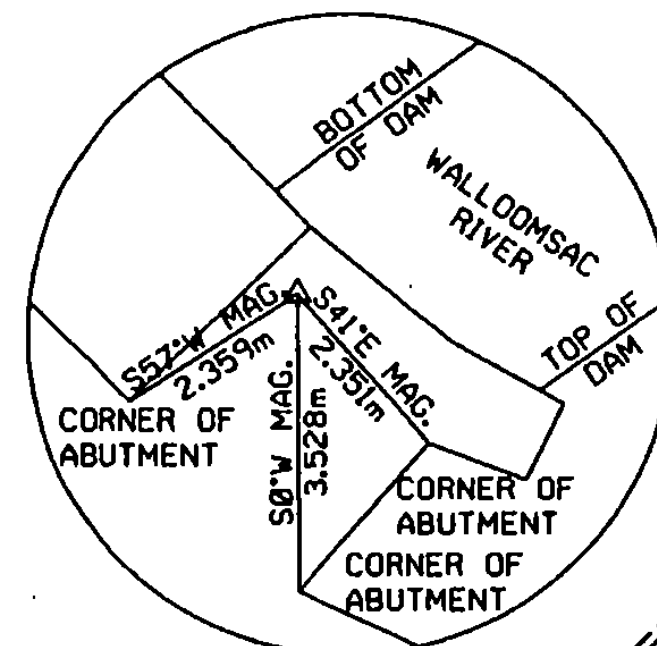 BOTTOM
OF DAM
WALLOOMSAC
RIVER
TOP OF
DAM
S57°W MAG.
2.359m
S41°E MAG.
2.351m
S0°W MAG.
3.528m
CORNER OF
ABUTMENT
CORNER OF
ABUTMENT
CORNER OF
ABUTMENT